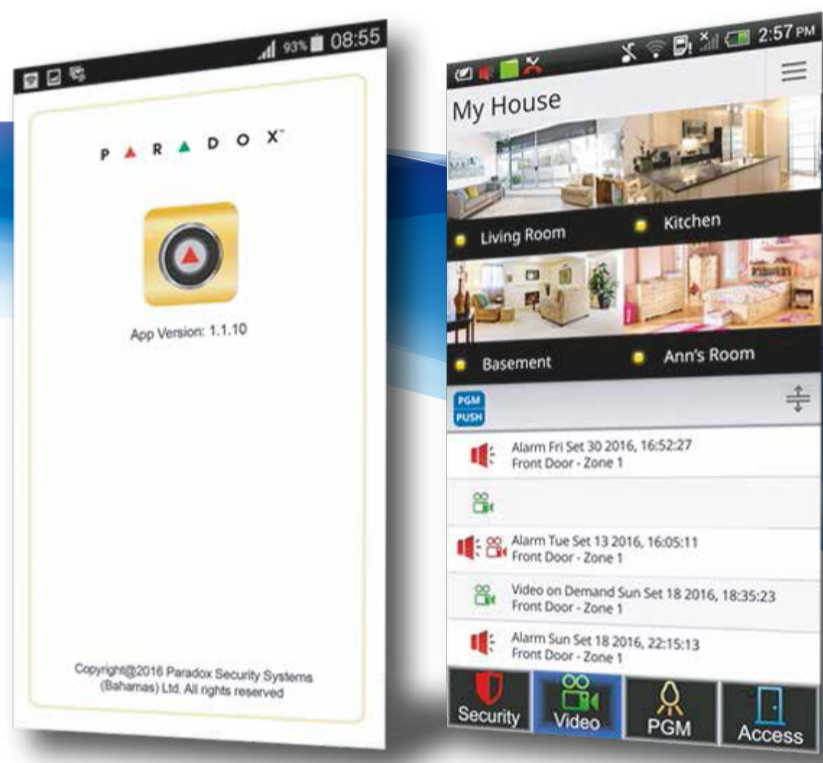 93% 08:55
PARADOX™
App Version: 1.1.10
Copyright@2016 Paradox Security Systems
(Bahamas) Ltd. All rights reserved
2:57 PM
My House
Living Room
Kitchen
Basement
Ann's Room
PGM
PUSH
Alarm Fri Set 30 2016, 16:52:27
Front Door - Zone 1
Alarm Tue Set 13 2016, 16:05:11
Front Door - Zone 1
Video on Demand Sun Set 18 2016, 18:35:23
Front Door - Zone 1
Alarm Sun Set 18 2016, 22:15:13
Front Door - Zone 1
Security
Video
PGM
Access